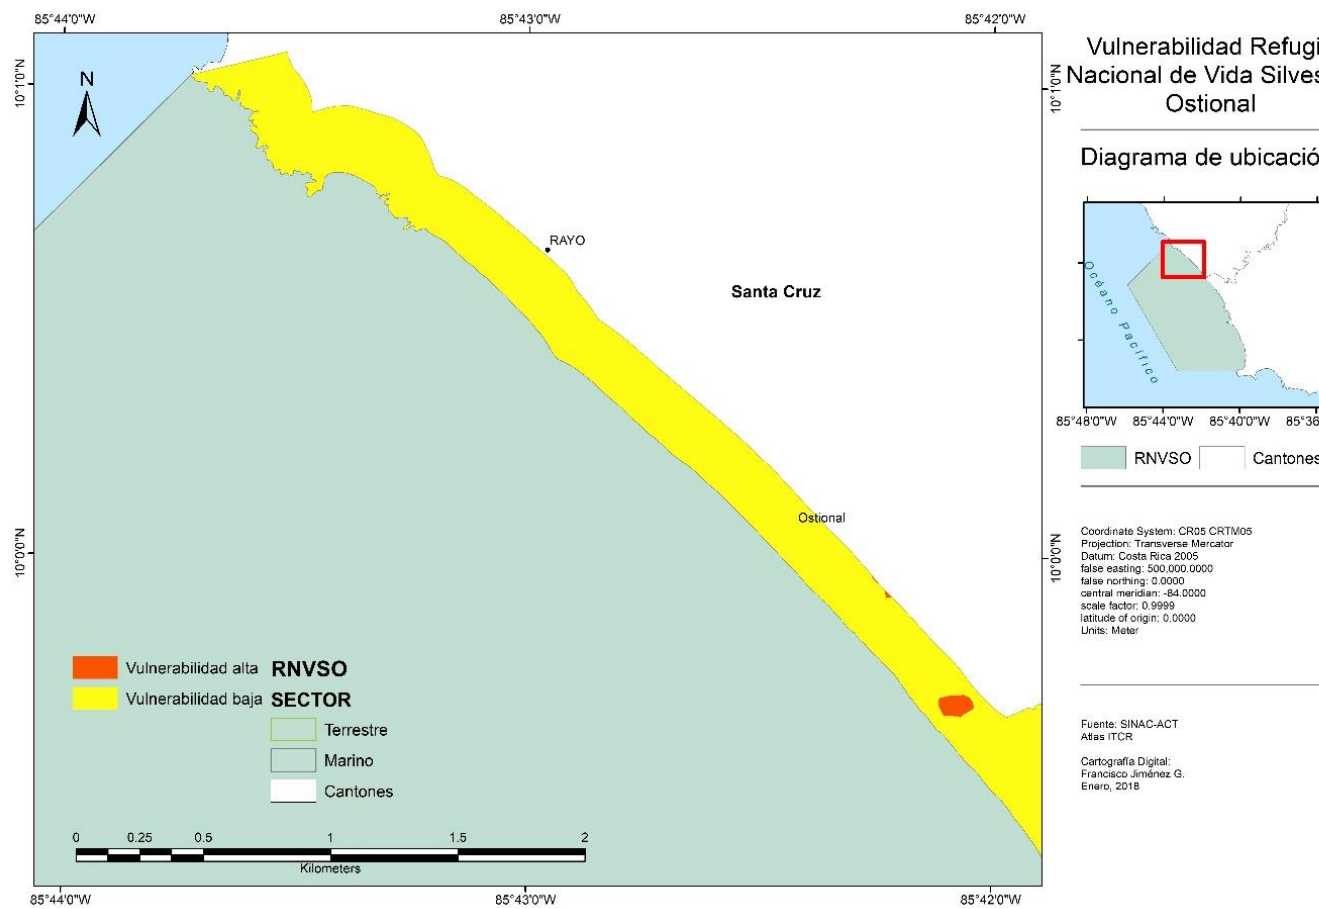 85°44'0"W
85°43'0"W
85°42'0"W
10°1'0"N
10°1'0"N
N
RAYO
Santa Cruz
Ostional
10°0'0"N
10°0'0"N
Vulnerabilidad alta RNVSO
Vulnerabilidad baja SECTOR
Terrestre
Marino
Cantones
0 0.25 0.5 1 1.5 2
Kilometers
85°44'0"W
85°43'0"W
85°42'0"W
Vulnerabilidad Refugi
Nacional de Vida Silves
Ostional
Diagrama de ubicació
Océano Pacífico
85°48'0"W 85°44'0"W 85°40'0"W 85°36
RNVSO Cantones
Coordinate System: CR05 CRTM05
Projection: Transverse Mercator
Datum: Costa Rica 2005
false easting: 500,000.0000
false northing: 0.0000
central meridian: -84.0000
scale factor: 0.9999
latitude of origin: 0.0000
Units: Meter
Fuente: SINAC-ACT
Atlas ITCR
Cartografía Digital:
Francisco Jiménez G.
Enero, 2018